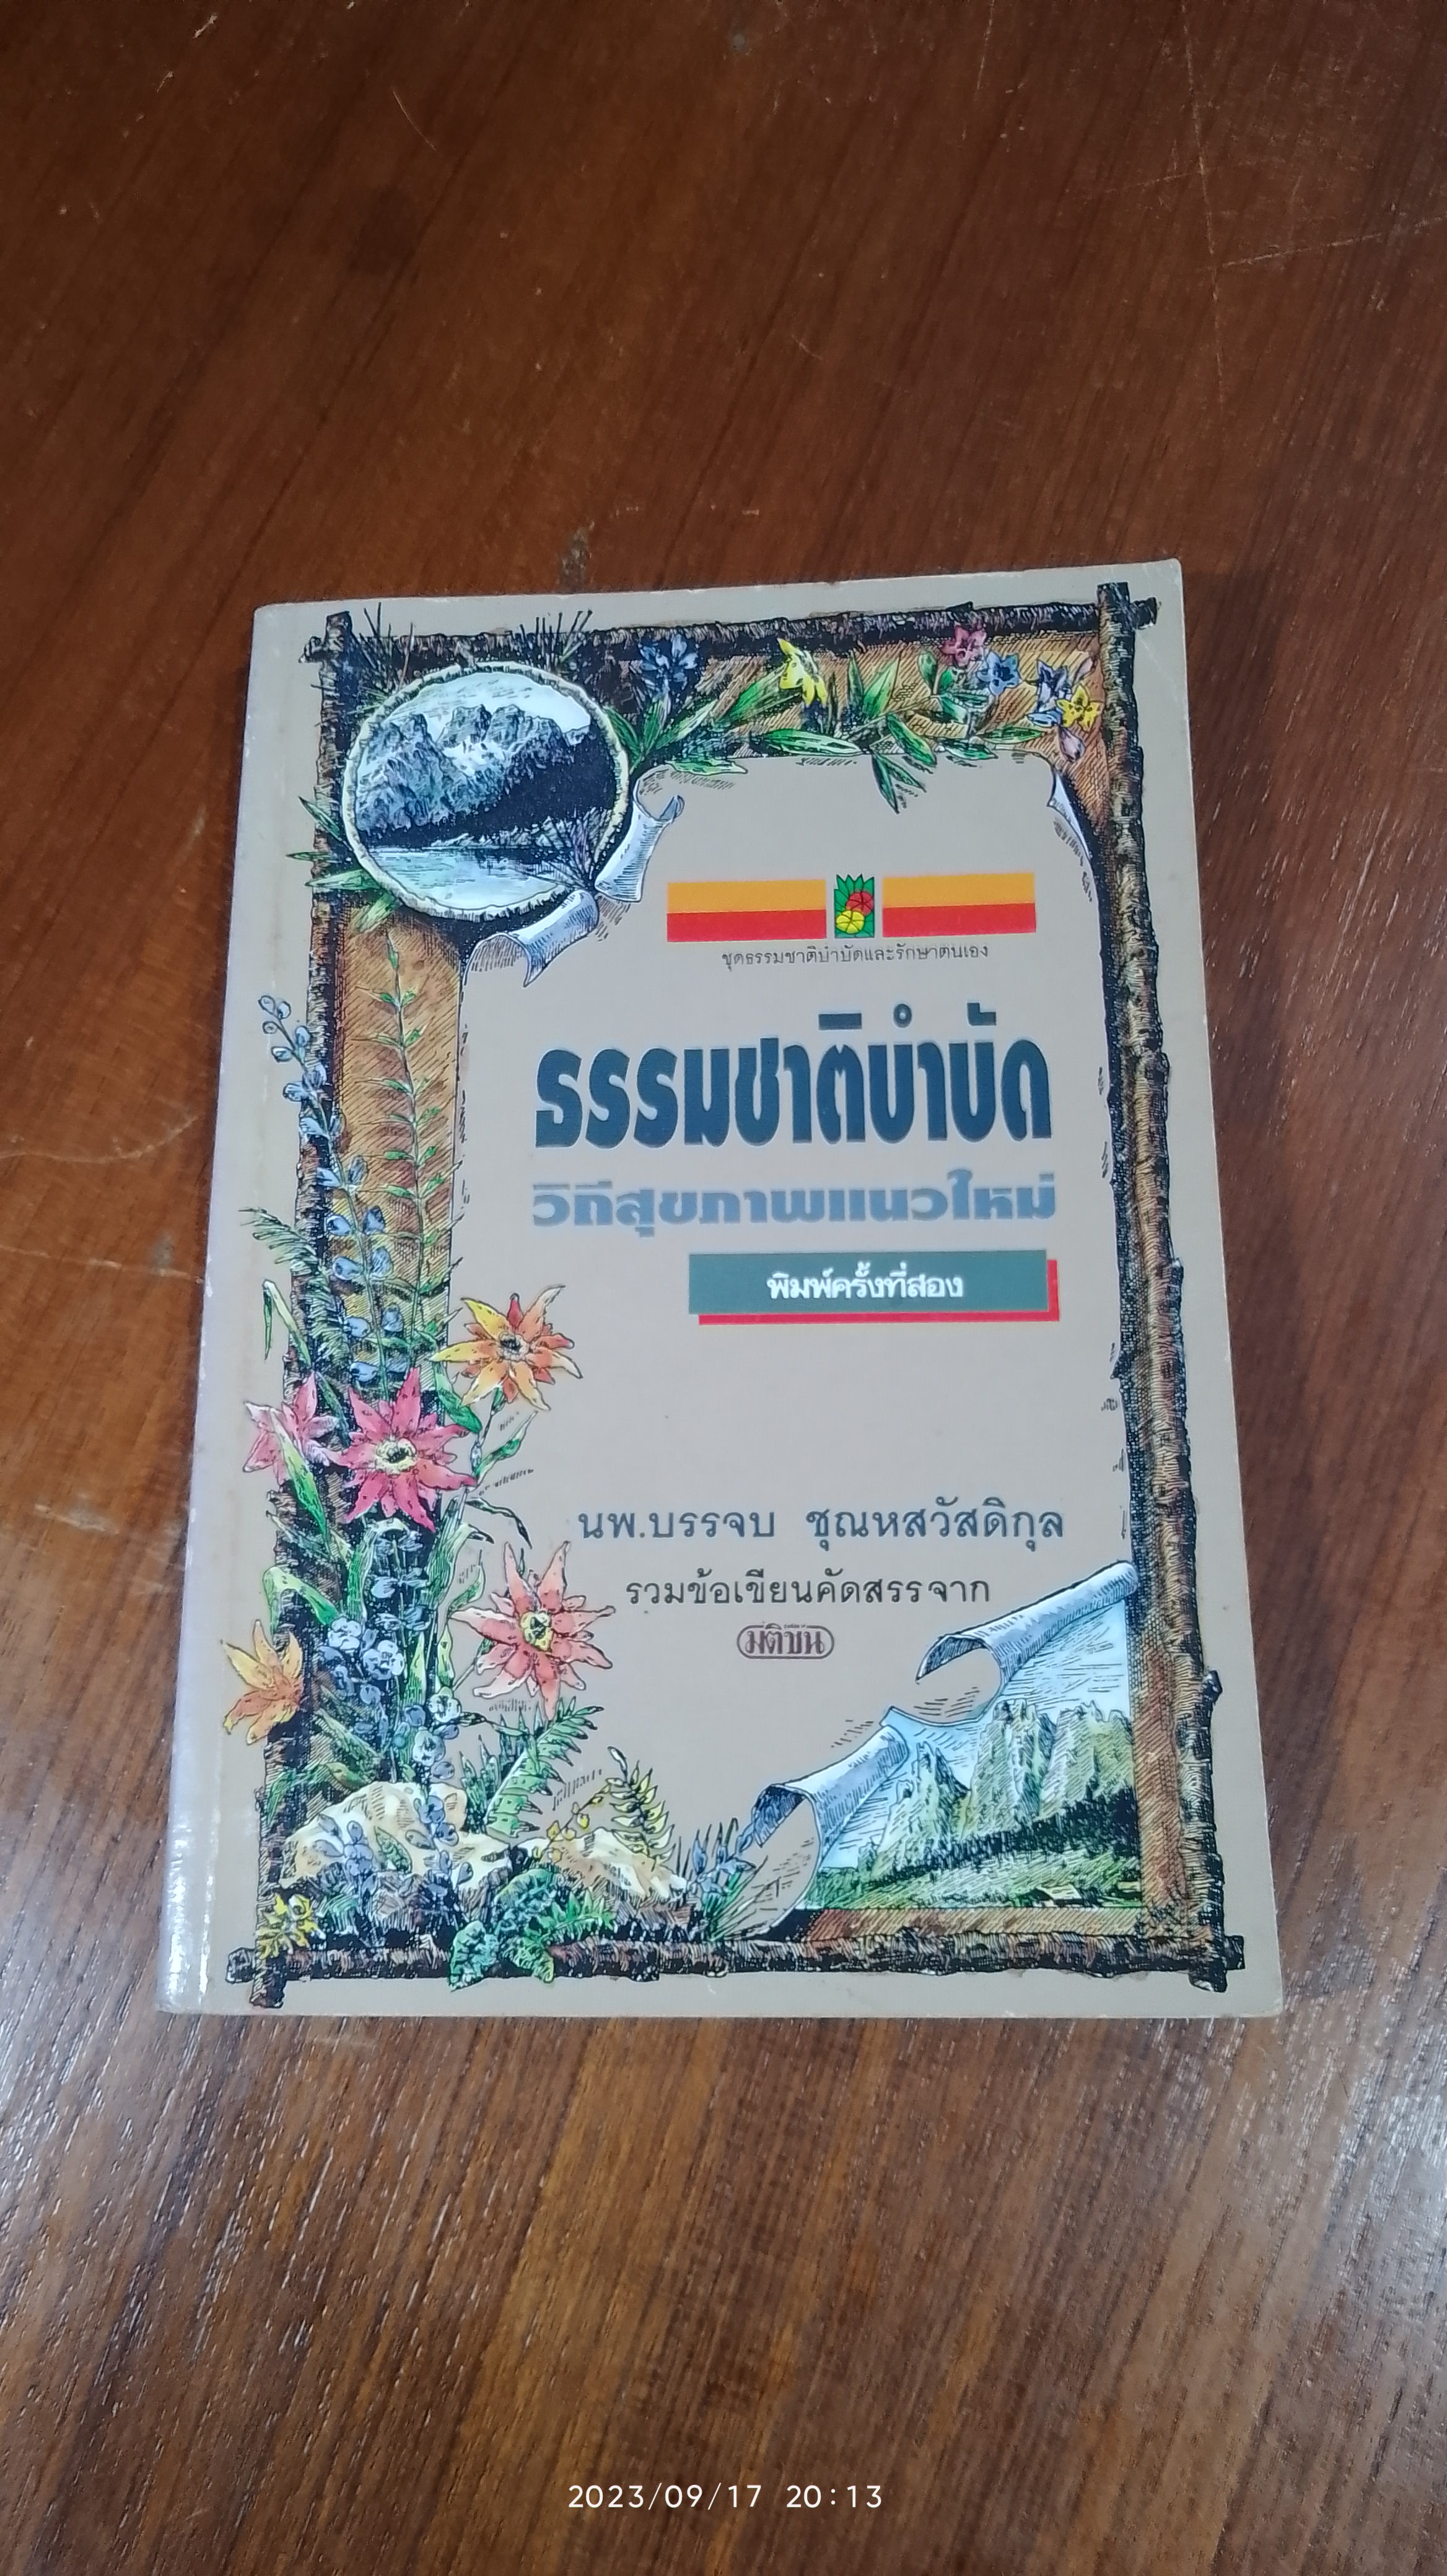 ชุดธรรมชาติบำบัดและรักษาตนเอง
ธรรมชาติบำบัด
วิถีสุขภาพแนวใหม่
พิมพ์ครั้งที่สอง
นพ.บรรจบ ชุณหสวัสดิกุล
รวมข้อเขียนคัดสรรจาก
มติชน
2023/09/17 20:13